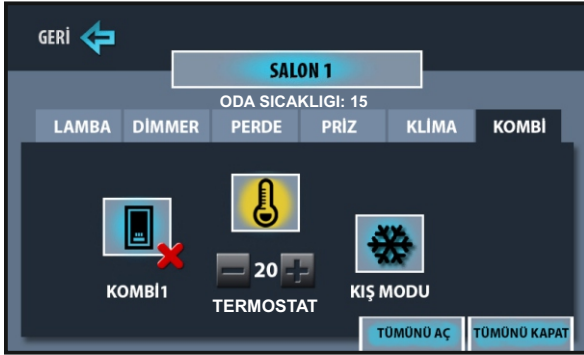 GERİ
SALON 1
ODA SICAKLIGI: 15
LAMBA DİMMER PERDE PRİZ KLİMA KOMBİ
20
KOMBİ1 TERMOSTAT KIŞ MODU
TÜMÜNÜ AÇ TÜMÜNÜ KAPAT